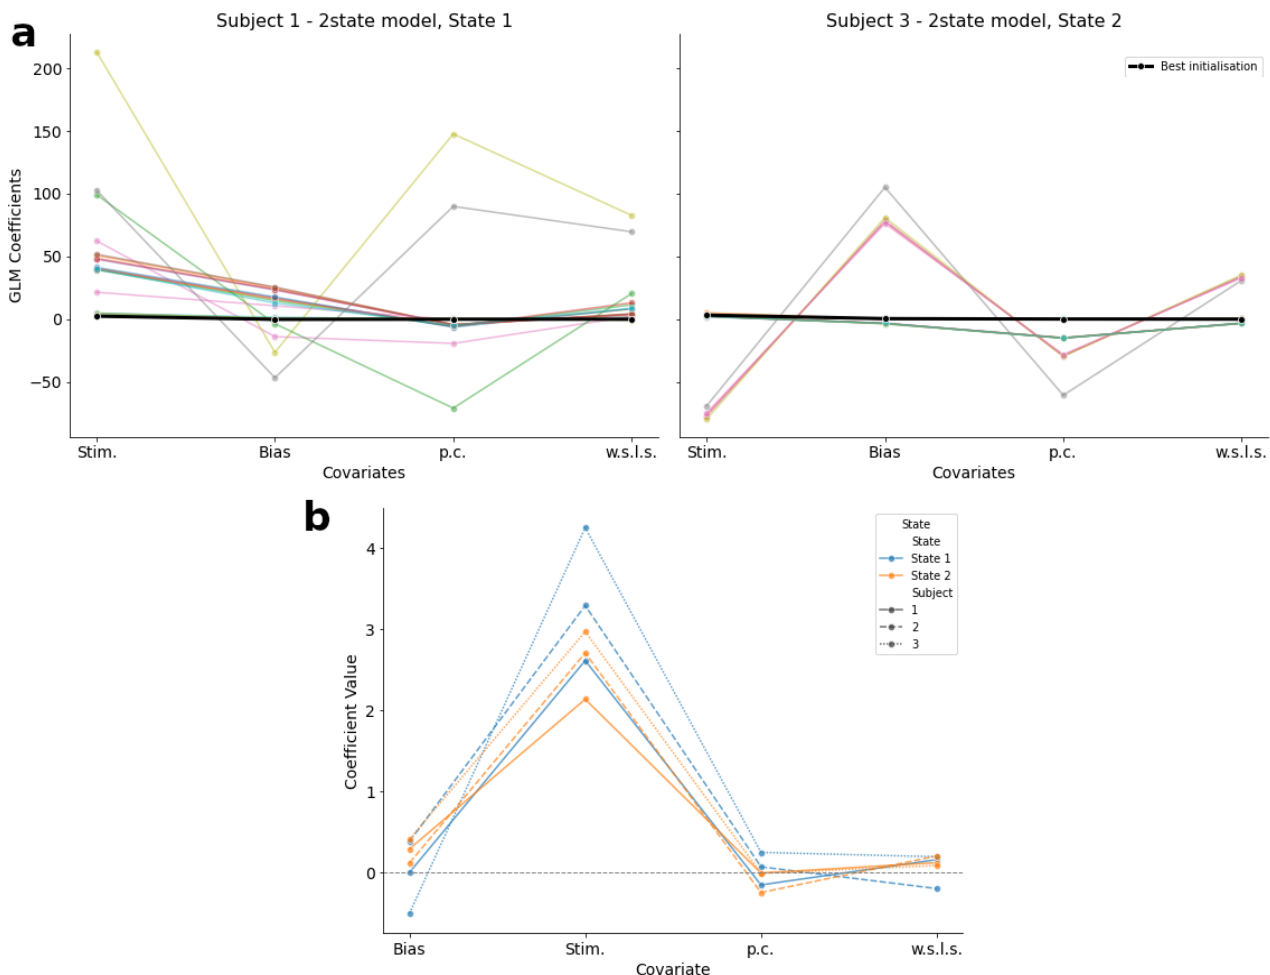 a
Subject 1 - 2state model, State 1
Subject 3 - 2state model, State 2
Best initialisation
GLM Coefficients
200
150
100
50
0
−50
Stim.
Bias
p.c.
w.s.l.s.
Covariates
Stim.
Bias
p.c.
w.s.l.s.
Covariates
b
State
State
State 1
State 2
Subject
1
2
3
Coefficient Value
4
3
2
1
0
Bias
Stim.
p.c.
w.s.l.s.
Covariate